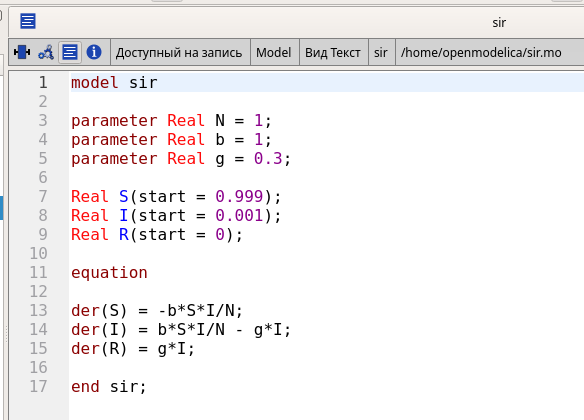 sir
Доступный на запись Model Вид Текст sir /home/openmodelica/sir.mo
1 model sir
2
3 parameter Real N = 1;
4 parameter Real b = 1;
5 parameter Real g = 0.3;
6
7 Real S(start = 0.999);
8 Real I(start = 0.001);
9 Real R(start = 0);
10
11 equation
12
13 der(S) = -b*S*I/N;
14 der(I) = b*S*I/N - g*I;
15 der(R) = g*I;
16
17 end sir;